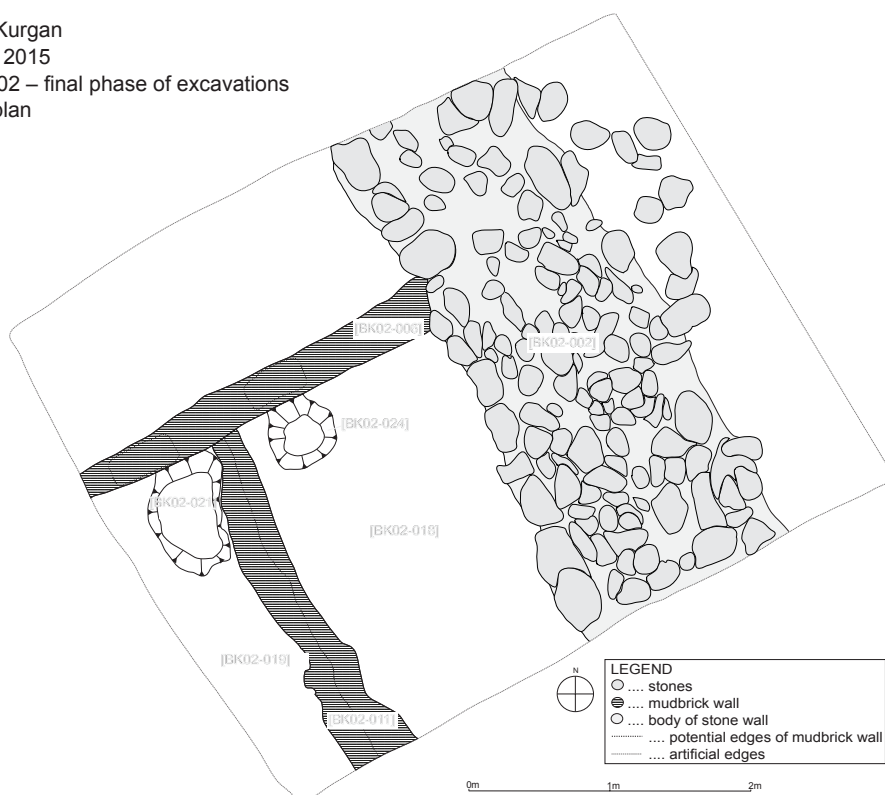 Kurgan
2015
02 – final phase of excavations
plan
[BK02-006]
[BK02-002]
[BK02-024]
[BK02-021]
[BK02-018]
[BK02-019]
[BK02-011]
N
LEGEND
.... stones
.... mudbrick wall
.... body of stone wall
.... potential edges of mudbrick wall
.... artificial edges
0m 1m 2m